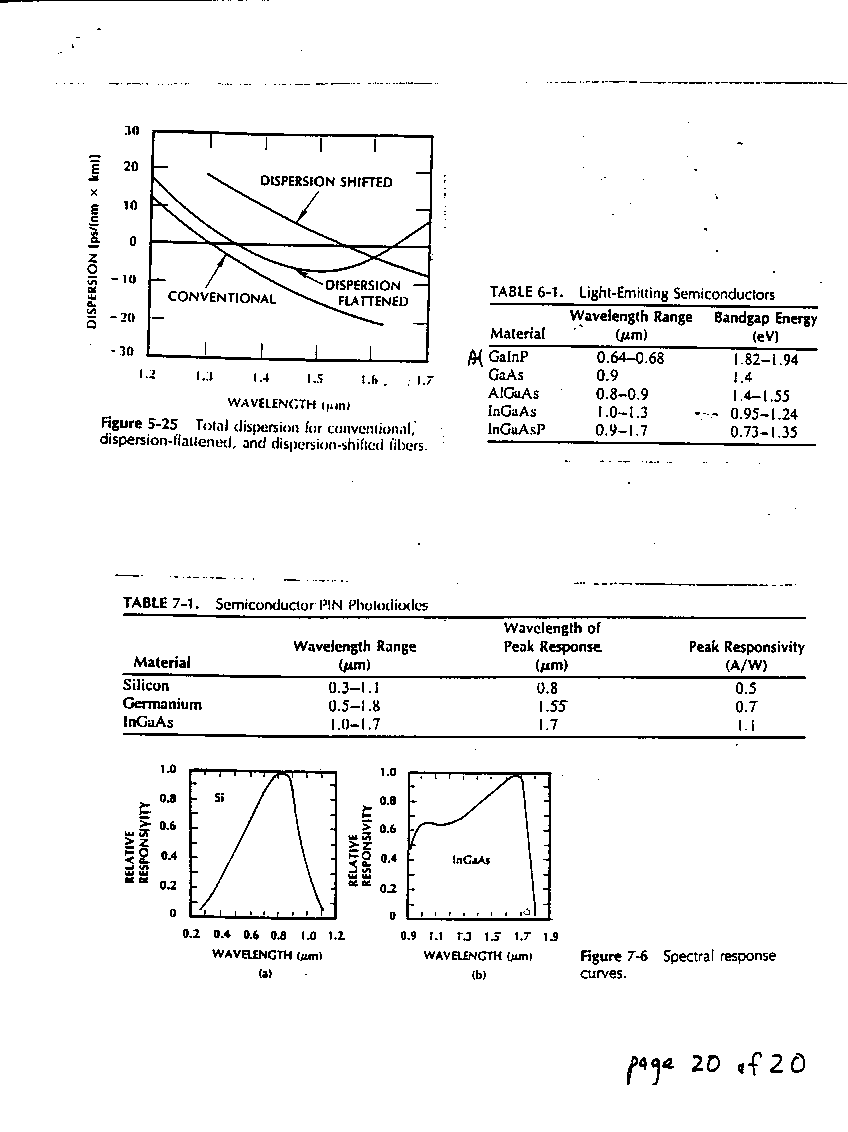 30
20
10
0
-10
-20
-30
DISPERSION [ps/(nm × km)]
DISPERSION SHIFTED
DISPERSION
FLATTENED
CONVENTIONAL
1.2 1.3 1.4 1.5 1.6 1.7
WAVELENGTH (μm)
Figure 5-25 Total dispersion for conventional,
dispersion-flattened, and dispersion-shifted fibers.
TABLE 6-1. Light-Emitting Semiconductors
Material Wavelength Range (μm) Bandgap Energy (eV)
GaInP 0.64–0.68 1.82–1.94
GaAs 0.9 1.4
AlGaAs 0.8–0.9 1.4–1.55
InGaAs 1.0–1.3 0.95–1.24
InGaAsP 0.9–1.7 0.73–1.35
TABLE 7-1. Semiconductor PIN Photodiodes
Material Wavelength Range (μm) Wavelength of Peak Response (μm) Peak Responsivity (A/W)
Silicon 0.3–1.1 0.8 0.5
Germanium 0.5–1.8 1.55 0.7
InGaAs 1.0–1.7 1.7 1.1
1.0
0.8
0.6
0.4
0.2
0
RELATIVE
RESPONSIVITY
Si
0.2 0.4 0.6 0.8 1.0 1.2
WAVELENGTH (μm)
(a)
1.0
0.8
0.6
0.4
0.2
0
RELATIVE
RESPONSIVITY
InGaAs
0.9 1.1 1.3 1.5 1.7 1.9
WAVELENGTH (μm)
(b)
Figure 7-6 Spectral response
curves.
page 20 of 20